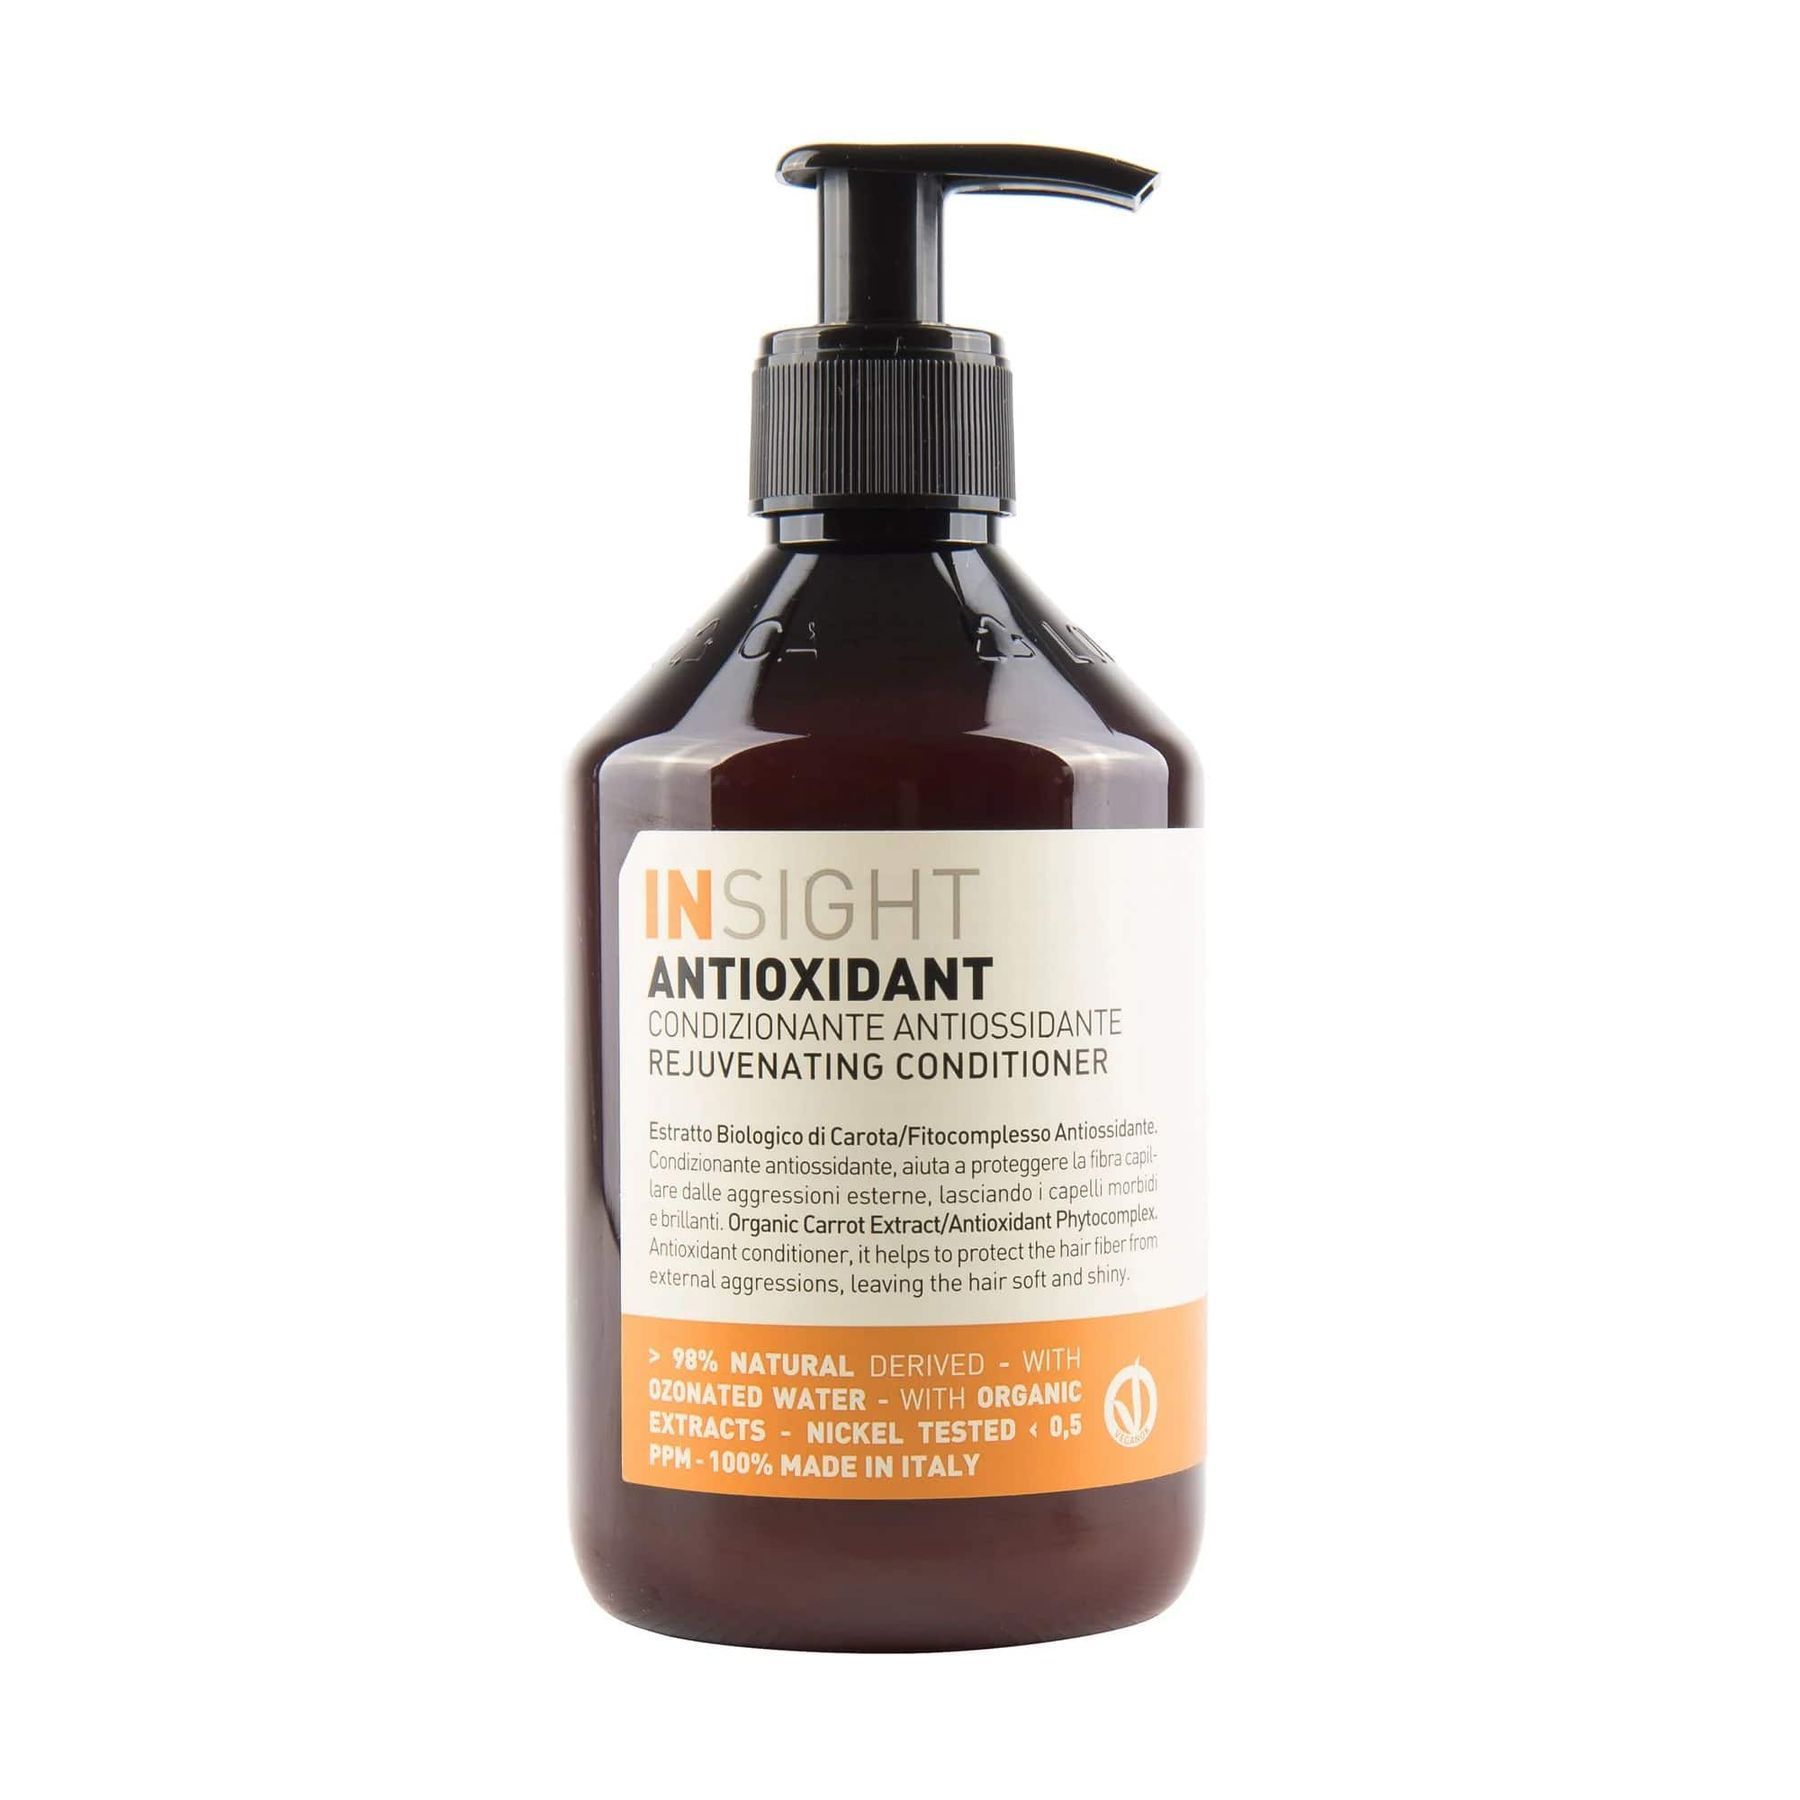 INSIGHT
ANTIOXIDANT
CONDIZIONANTE ANTIOSSIDANTE
REJUVENATING CONDITIONER
Estratto Biologico di Carota/Fitocomplesso Antiossidante.
Condizionante antiossidante, aiuta a proteggere la fibra capil-
lare dalle aggressioni esterne, lasciando i capelli morbidi
e brillanti. Organic Carrot Extract/Antioxidant Phytocomplex.
Antioxidant conditioner, it helps to protect the hair fiber from
external aggressions, leaving the hair soft and shiny.
> 98% NATURAL DERIVED - WITH
OZONATED WATER - WITH ORGANIC
EXTRACTS - NICKEL TESTED < 0,5
PPM - 100% MADE IN ITALY
VEGANOK